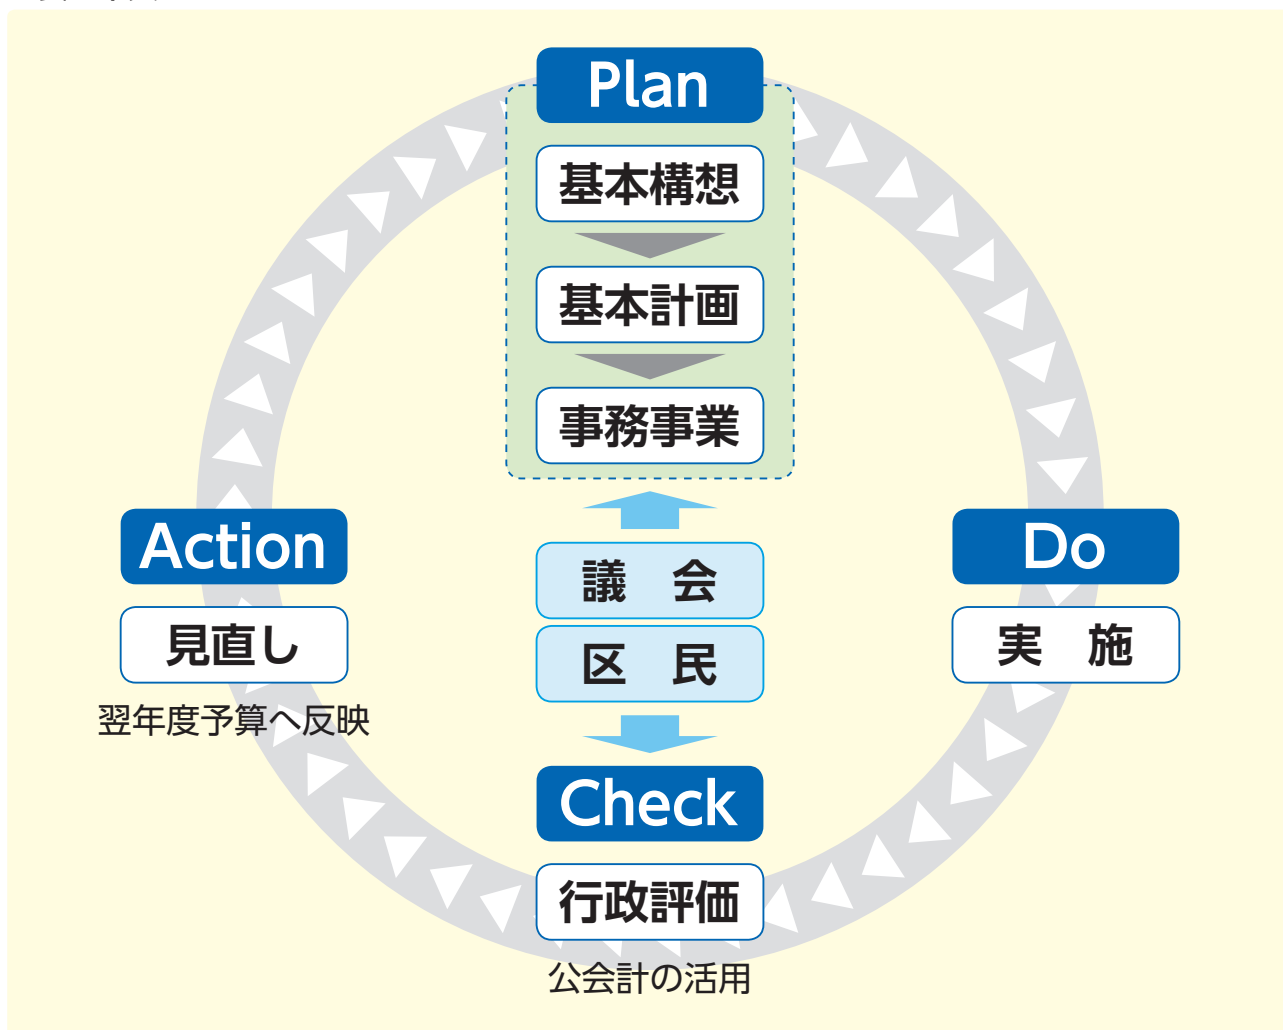 Plan
基本構想
基本計画
事務事業
Action
見直し
翌年度予算へ反映
議　会
区　民
Do
実　施
Check
行政評価
公会計の活用